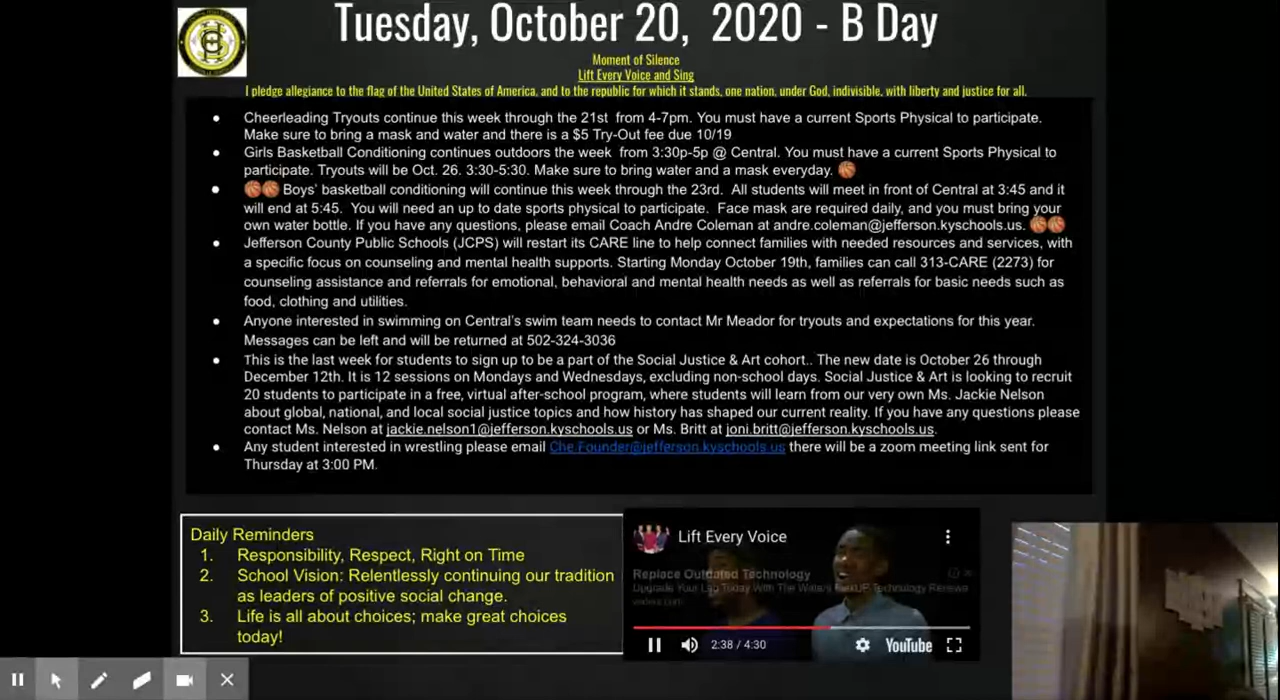 Tuesday, October 20, 2020 - B Day
Moment of Silence
Lift Every Voice and Sing
I pledge allegiance to the flag of the United States of America, and to the republic for which it stands, one nation, under God, indivisible, with liberty and justice for all.
• Cheerleading Tryouts continue this week through the 21st from 4-7pm. You must have a current Sports Physical to participate.
Make sure to bring a mask and water and there is a $5 Try-Out fee due 10/19
• Girls Basketball Conditioning continues outdoors the week from 3:30p-5p @ Central. You must have a current Sports Physical to
participate. Tryouts will be Oct. 26. 3:30-5:30. Make sure to bring water and a mask everyday. 🏀
• 🏀🏀 Boys' basketball conditioning will continue this week through the 23rd. All students will meet in front of Central at 3:45 and it
will end at 5:45. You will need an up to date sports physical to participate. Face mask are required daily, and you must bring your
own water bottle. If you have any questions, please email Coach Andre Coleman at andre.coleman@jefferson.kyschools.us. 🏀🏀
• Jefferson County Public Schools (JCPS) will restart its CARE line to help connect families with needed resources and services, with
a specific focus on counseling and mental health supports. Starting Monday October 19th, families can call 313-CARE (2273) for
counseling assistance and referrals for emotional, behavioral and mental health needs as well as referrals for basic needs such as
food, clothing and utilities.
• Anyone interested in swimming on Central's swim team needs to contact Mr Meador for tryouts and expectations for this year.
Messages can be left and will be returned at 502-324-3036
• This is the last week for students to sign up to be a part of the Social Justice & Art cohort.. The new date is October 26 through
December 12th. It is 12 sessions on Mondays and Wednesdays, excluding non-school days. Social Justice & Art is looking to recruit
20 students to participate in a free, virtual after-school program, where students will learn from our very own Ms. Jackie Nelson
about global, national, and local social justice topics and how history has shaped our current reality. If you have any questions please
contact Ms. Nelson at jackie.nelson1@jefferson.kyschools.us or Ms. Britt at joni.britt@jefferson.kyschools.us.
• Any student interested in wrestling please email Che.Founder@jefferson.kyschools.us there will be a zoom meeting link sent for
Thursday at 3:00 PM.
Daily Reminders
1. Responsibility, Respect, Right on Time
2. School Vision: Relentlessly continuing our tradition
as leaders of positive social change.
3. Life is all about choices; make great choices
today!
Lift Every Voice
Replace Outdated Technology
Upgrade Your Lab Today With The Waters
2:38 / 4:30
YouTube